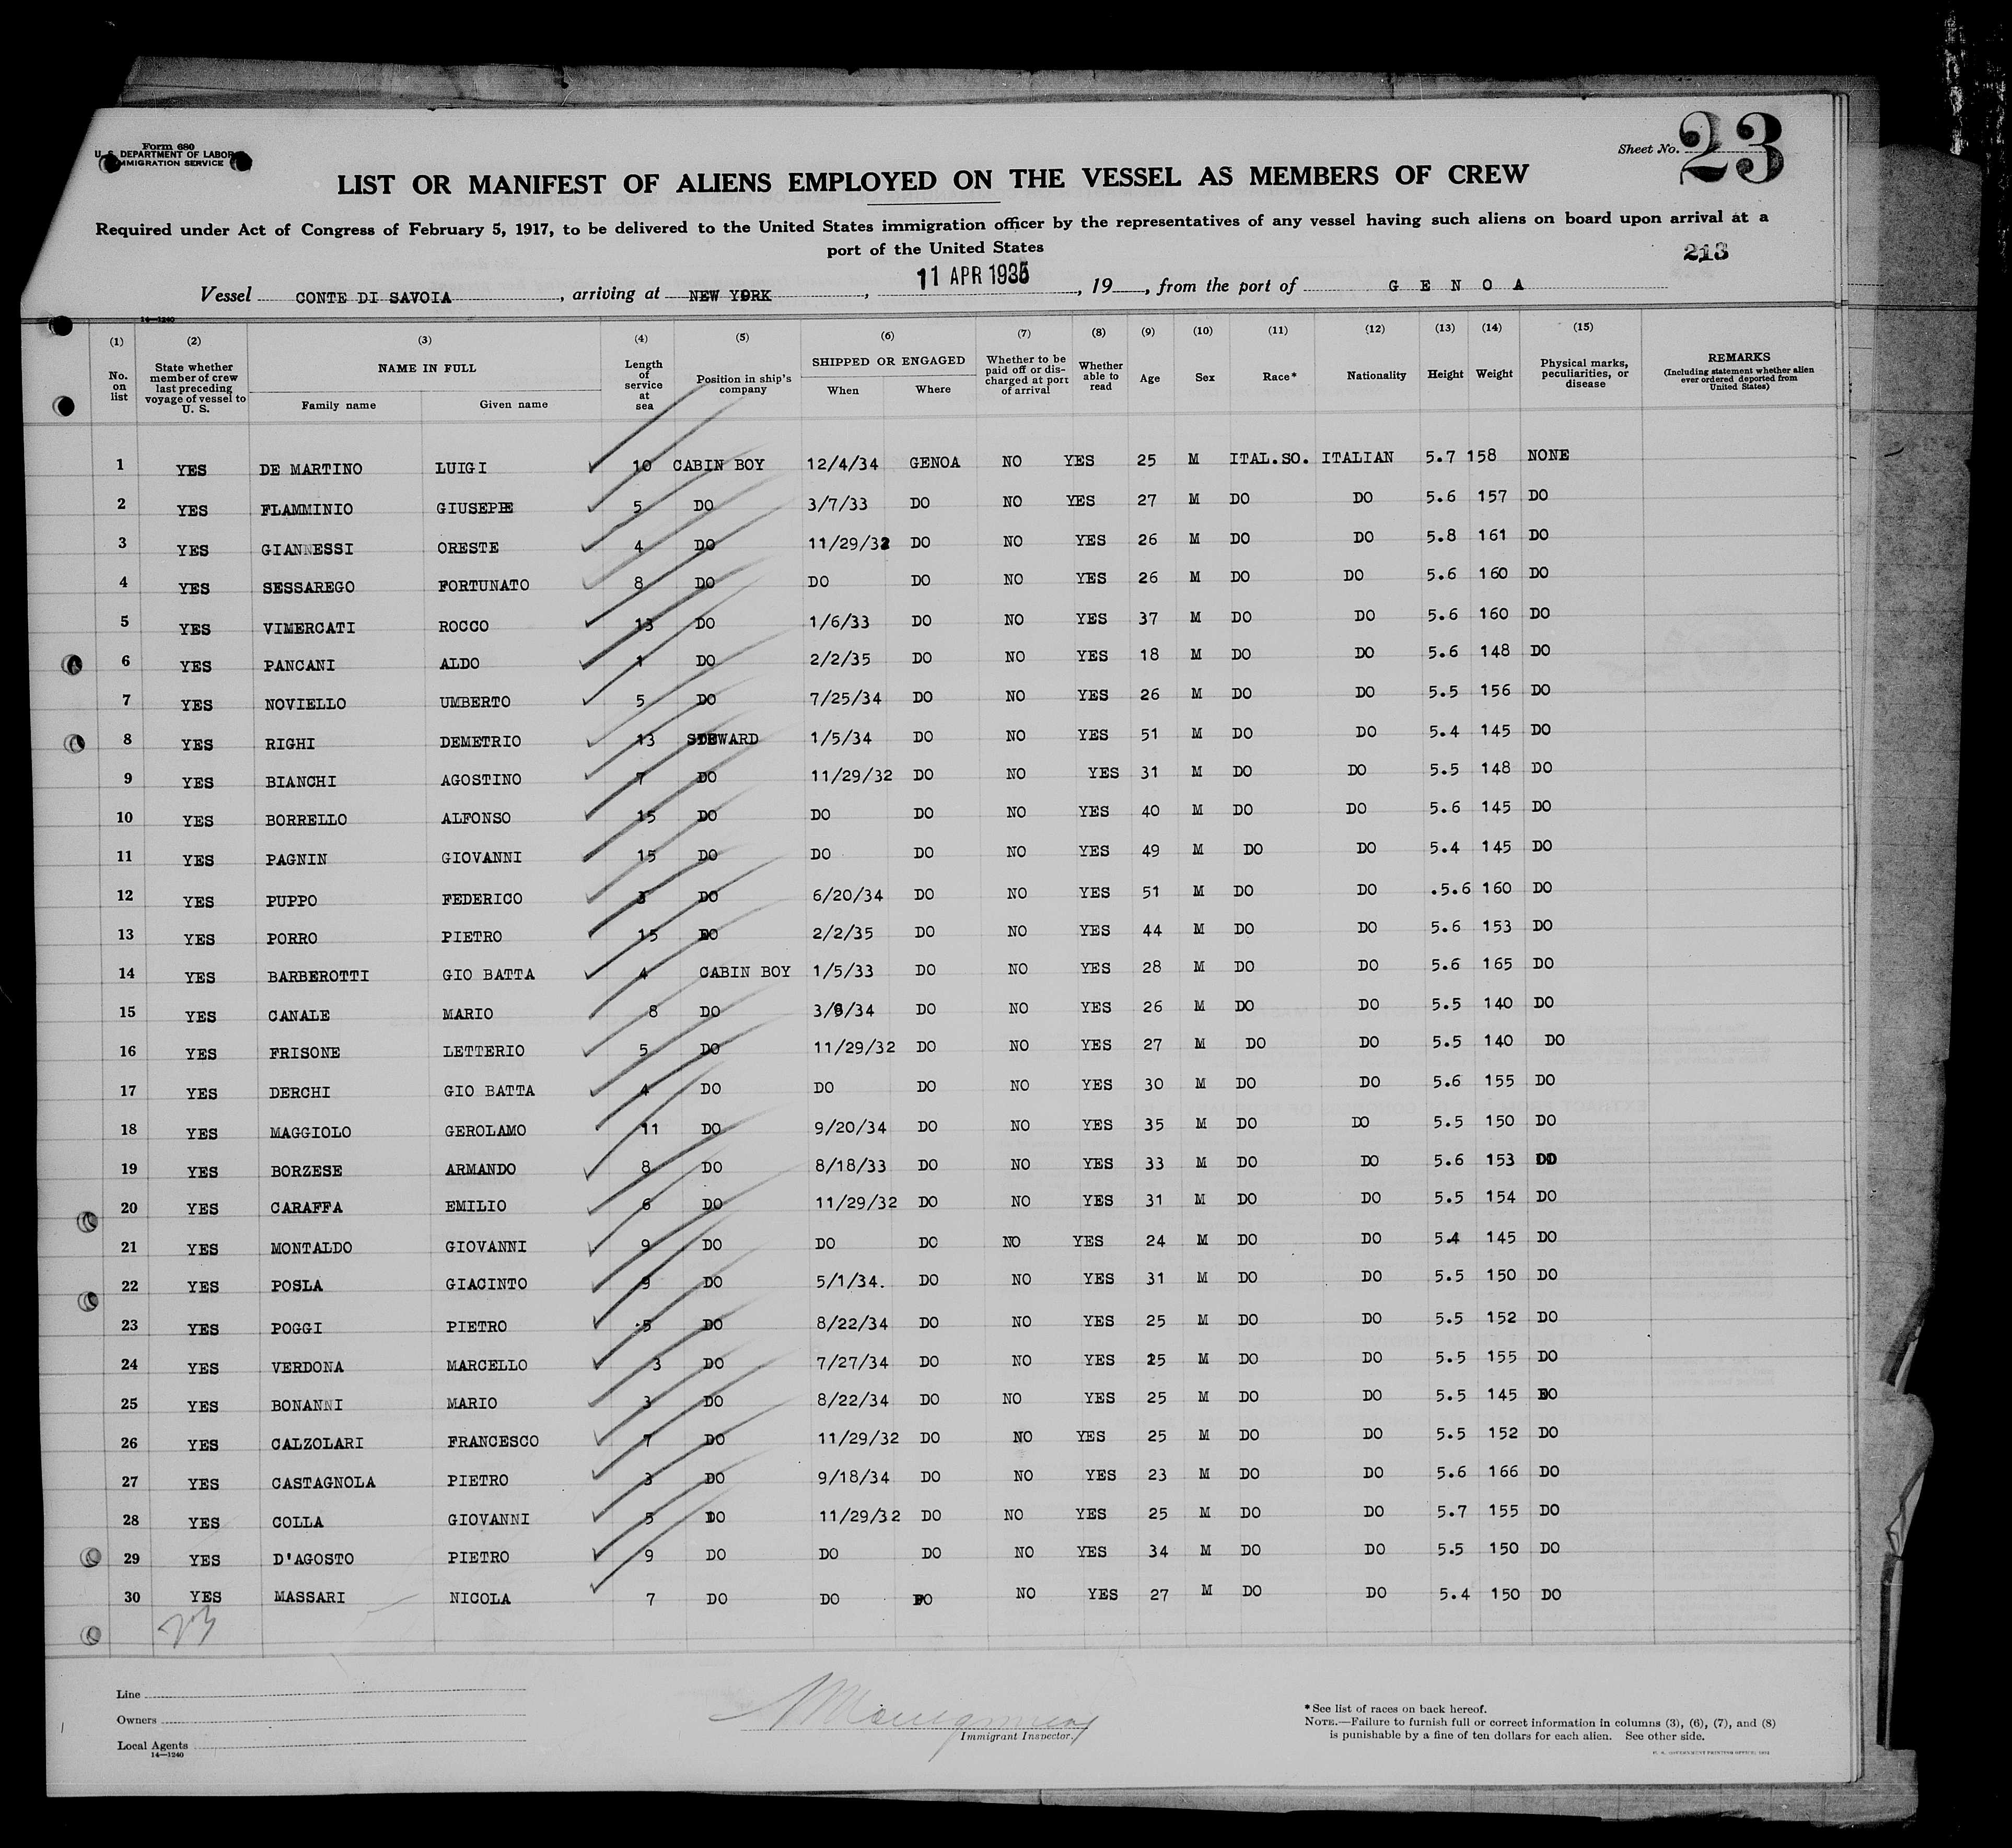 Form 680
U. S. DEPARTMENT OF LABOR
IMMIGRATION SERVICE
Sheet No. 23
LIST OR MANIFEST OF ALIENS EMPLOYED ON THE VESSEL AS MEMBERS OF CREW
Required under Act of Congress of February 5, 1917, to be delivered to the United States immigration officer by the representatives of any vessel having such aliens on board upon arrival at a
port of the United States
213
Vessel CONTE DI SAVOIA, arriving at NEW YORK, 11 APR 1935, 19, from the port of GENOA
14—1240
(1) (2) (3) (4) (5) (6) (7) (8) (9) (10) (11) (12) (13) (14) (15)
No. on list State whether member of crew last preceding voyage of vessel to U. S. NAME IN FULL Family name Given name Length of service at sea Position in ship's company SHIPPED OR ENGAGED When Where Whether to be paid off or discharged at port of arrival Whether able to read Age Sex Race* Nationality Height Weight Physical marks, peculiarities, or disease REMARKS (Including statement whether alien ever ordered deported from United States)
1 YES DE MARTINO LUIGI 10 CABIN BOY 12/4/34 GENOA NO YES 25 M ITAL.SO. ITALIAN 5.7 158 NONE
2 YES FLAMMINIO GIUSEPPE 5 DO 3/7/33 DO NO YES 27 M DO DO 5.6 157 DO
3 YES GIANNESSI ORESTE 4 DO 11/29/32 DO NO YES 26 M DO DO 5.8 161 DO
4 YES SESSAREGO FORTUNATO 8 DO DO DO NO YES 26 M DO DO 5.6 160 DO
5 YES VIMERCATI ROCCO 13 DO 1/6/33 DO NO YES 37 M DO DO 5.6 160 DO
6 YES PANCANI ALDO 1 DO 2/2/35 DO NO YES 18 M DO DO 5.6 148 DO
7 YES NOVIELLO UMBERTO 5 DO 7/25/34 DO NO YES 26 M DO DO 5.5 156 DO
8 YES RIGHI DEMETRIO 13 STEWARD 1/5/34 DO NO YES 51 M DO DO 5.4 145 DO
9 YES BIANCHI AGOSTINO 7 DO 11/29/32 DO NO YES 31 M DO DO 5.5 148 DO
10 YES BORRELLO ALFONSO 15 DO DO DO NO YES 40 M DO DO 5.6 145 DO
11 YES PAGNIN GIOVANNI 15 DO DO DO NO YES 49 M DO DO 5.4 145 DO
12 YES PUPPO FEDERICO 3 DO 6/20/34 DO NO YES 51 M DO DO .5.6 160 DO
13 YES PORRO PIETRO 15 DO 2/2/35 DO NO YES 44 M DO DO 5.6 153 DO
14 YES BARBEROTTI GIO BATTA 4 CABIN BOY 1/5/33 DO NO YES 28 M DO DO 5.6 165 DO
15 YES CANALE MARIO 8 DO DO NO YES 26 M DO DO 5.5 140 DO
16 YES FRISONE LETTERIO 5 DO 11/29/32 DO NO YES 27 M DO DO 5.5 140 DO
17 YES DERCHI GIO BATTA 4 DO DO DO NO YES 30 M DO DO 5.6 155 DO
18 YES MAGGIOLO GEROLAMO 11 DO 9/20/34 DO NO YES 35 M DO DO 5.5 150 DO
19 YES BORZESE ARMANDO 8 DO 8/18/33 DO NO YES 33 M DO DO 5.6 153 DO
20 YES CARAFFA EMILIO 6 DO 11/29/32 DO NO YES 31 M DO DO 5.5 154 DO
21 YES MONTALDO GIOVANNI 9 DO DO DO NO YES 24 M DO DO 5.4 145 DO
22 YES POSLA GIACINTO 9 DO 5/1/34. DO NO YES 31 M DO DO 5.5 150 DO
23 YES POGGI PIETRO 5 DO 8/22/34 DO NO YES 25 M DO DO 5.5 152 DO
24 YES VERDONA MARCELLO 3 DO 7/27/34 DO NO YES 25 M DO DO 5.5 155 DO
25 YES BONANNI MARIO 3 DO 8/22/34 DO NO YES 25 M DO DO 5.5 145 DO
26 YES CALZOLARI FRANCESCO 7 DO 11/29/32 DO NO YES 25 M DO DO 5.5 152 DO
27 YES CASTAGNOLA PIETRO 3 DO 9/18/34 DO NO YES 23 M DO DO 5.6 166 DO
28 YES COLLA GIOVANNI 5 DO 11/29/32 DO NO YES 25 M DO DO 5.7 155 DO
29 YES D'AGOSTO PIETRO 9 DO DO DO NO YES 34 M DO DO 5.5 150 DO
30 YES MASSARI NICOLA 7 DO DO DO NO YES 27 M DO DO 5.4 150 DO
Line
Owners
Local Agents
14—1240
Immigrant Inspector.
*See list of races on back hereof.
NOTE.—Failure to furnish full or correct information in columns (3), (6), (7), and (8)
is punishable by a fine of ten dollars for each alien. See other side.